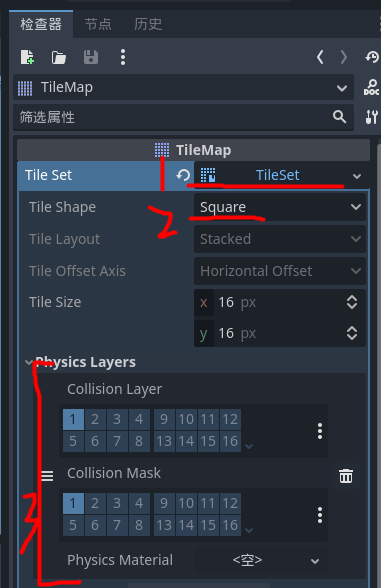 检查器 节点 历史
TileMap
DOC
筛选属性
TileMap
1
Tile Set TileSet
2
Tile Shape Square
Tile Layout Stacked
Tile Offset Axis Horizontal Offset
Tile Size x 16 px
y 16 px
Physics Layers
Collision Layer
1 2 3 4 9 10 11 12
5 6 7 8 13 14 15 16
3
Collision Mask
1 2 3 4 9 10 11 12
5 6 7 8 13 14 15 16
Physics Material <空>